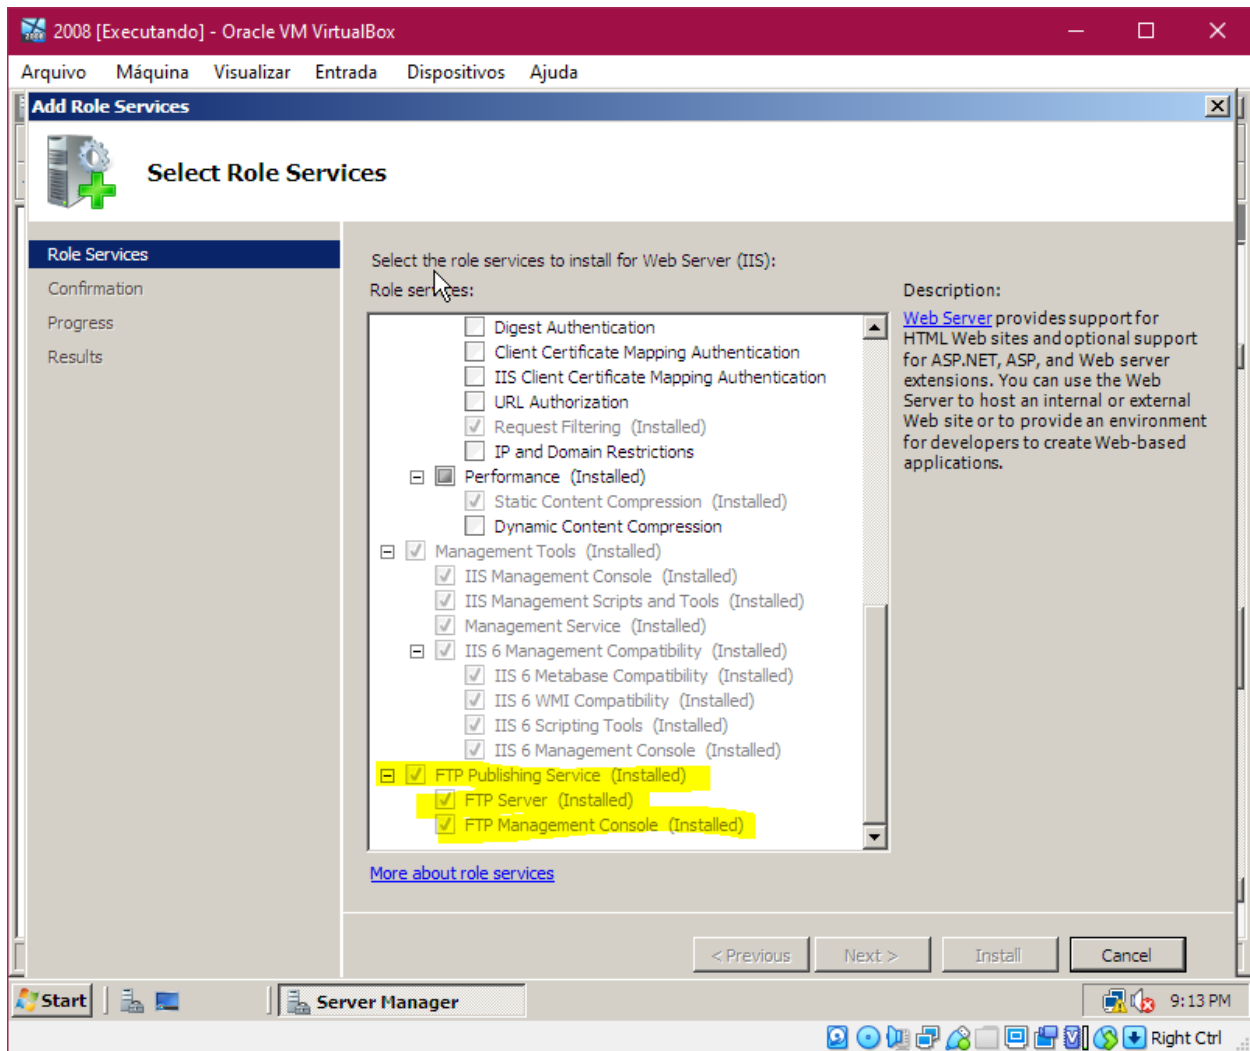 2008 [Executando] - Oracle VM VirtualBox
Arquivo Máquina Visualizar Entrada Dispositivos Ajuda
Add Role Services
Select Role Services
Role Services
Confirmation
Progress
Results
Select the role services to install for Web Server (IIS):
Role services:
Digest Authentication
Client Certificate Mapping Authentication
IIS Client Certificate Mapping Authentication
URL Authorization
Request Filtering (Installed)
IP and Domain Restrictions
Performance (Installed)
Static Content Compression (Installed)
Dynamic Content Compression
Management Tools (Installed)
IIS Management Console (Installed)
IIS Management Scripts and Tools (Installed)
Management Service (Installed)
IIS 6 Management Compatibility (Installed)
IIS 6 Metabase Compatibility (Installed)
IIS 6 WMI Compatibility (Installed)
IIS 6 Scripting Tools (Installed)
IIS 6 Management Console (Installed)
FTP Publishing Service (Installed)
FTP Server (Installed)
FTP Management Console (Installed)
More about role services
Description:
Web Server provides support for
HTML Web sites and optional support
for ASP.NET, ASP, and Web server
extensions. You can use the Web
Server to host an internal or external
Web site or to provide an environment
for developers to create Web-based
applications.
< Previous Next > Install Cancel
Start Server Manager 9:13 PM
Right Ctrl